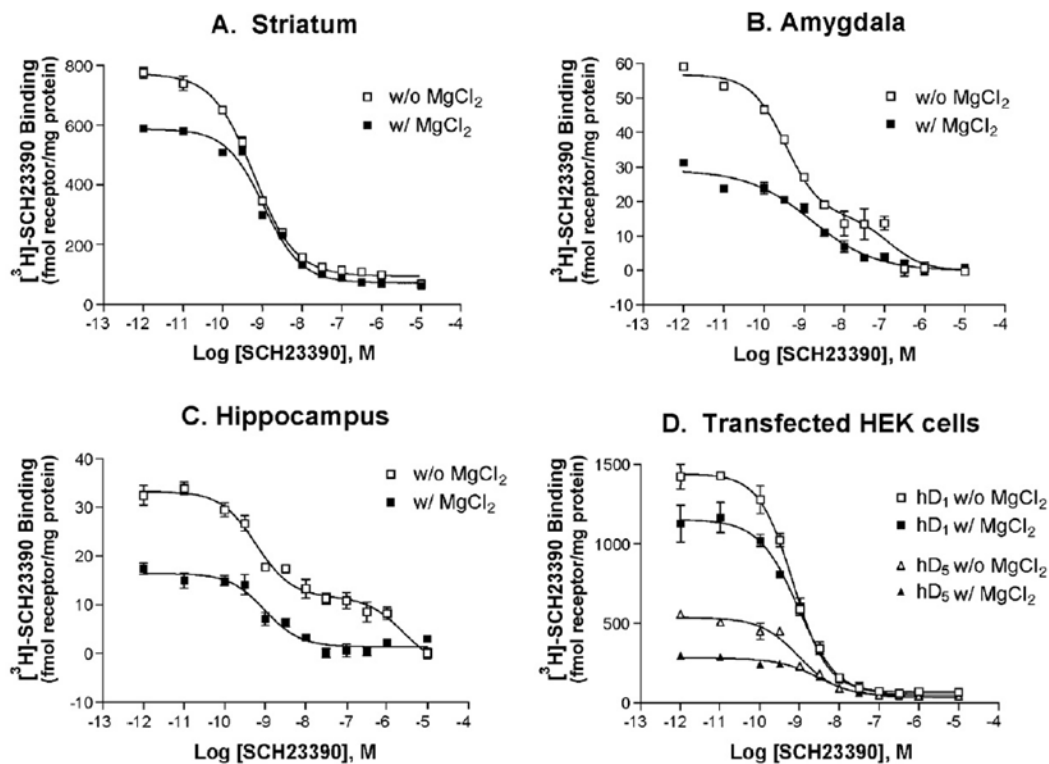 A. Striatum
[³H]-SCH23390 Binding
(fmol receptor/mg protein)
800
600
400
200
0
w/o MgCl₂
w/ MgCl₂
-13 -12 -11 -10 -9 -8 -7 -6 -5 -4
Log [SCH23390], M
B. Amygdala
[³H]-SCH23390 Binding
(fmol receptor/mg protein)
60
50
40
30
20
10
0
-10
w/o MgCl₂
w/ MgCl₂
-13 -12 -11 -10 -9 -8 -7 -6 -5 -4
Log [SCH23390], M
C. Hippocampus
[³H]-SCH23390 Binding
(fmol receptor/mg protein)
40
30
20
10
0
-10
w/o MgCl₂
w/ MgCl₂
-13 -12 -11 -10 -9 -8 -7 -6 -5 -4
Log [SCH23390], M
D. Transfected HEK cells
[³H]-SCH23390 Binding
(fmol receptor/mg protein)
1500
1000
500
0
hD₁ w/o MgCl₂
hD₁ w/ MgCl₂
hD₅ w/o MgCl₂
hD₅ w/ MgCl₂
-13 -12 -11 -10 -9 -8 -7 -6 -5 -4
Log [SCH23390], M